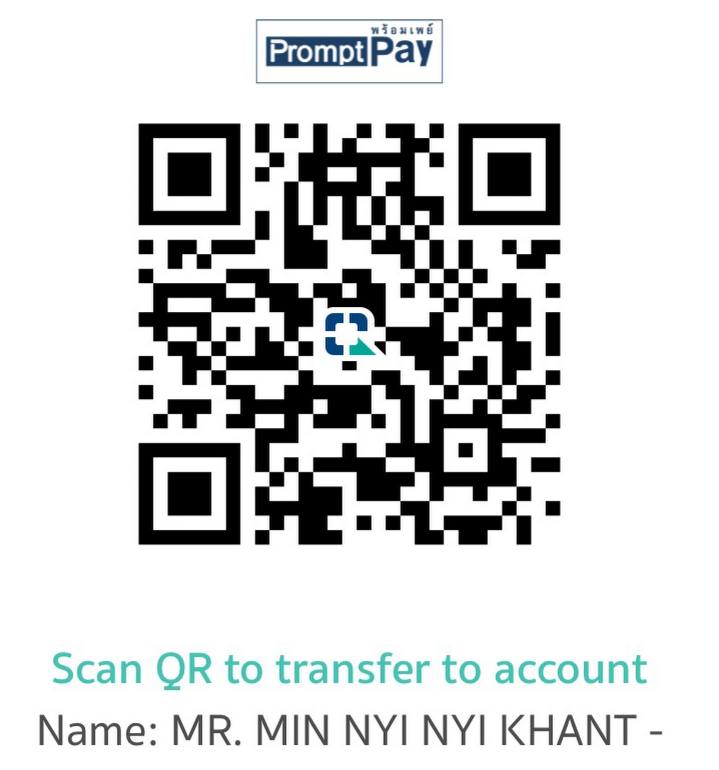 พร้อมเพย์
PromptPay
Scan QR to transfer to account
Name: MR. MIN NYI NYI KHANT -